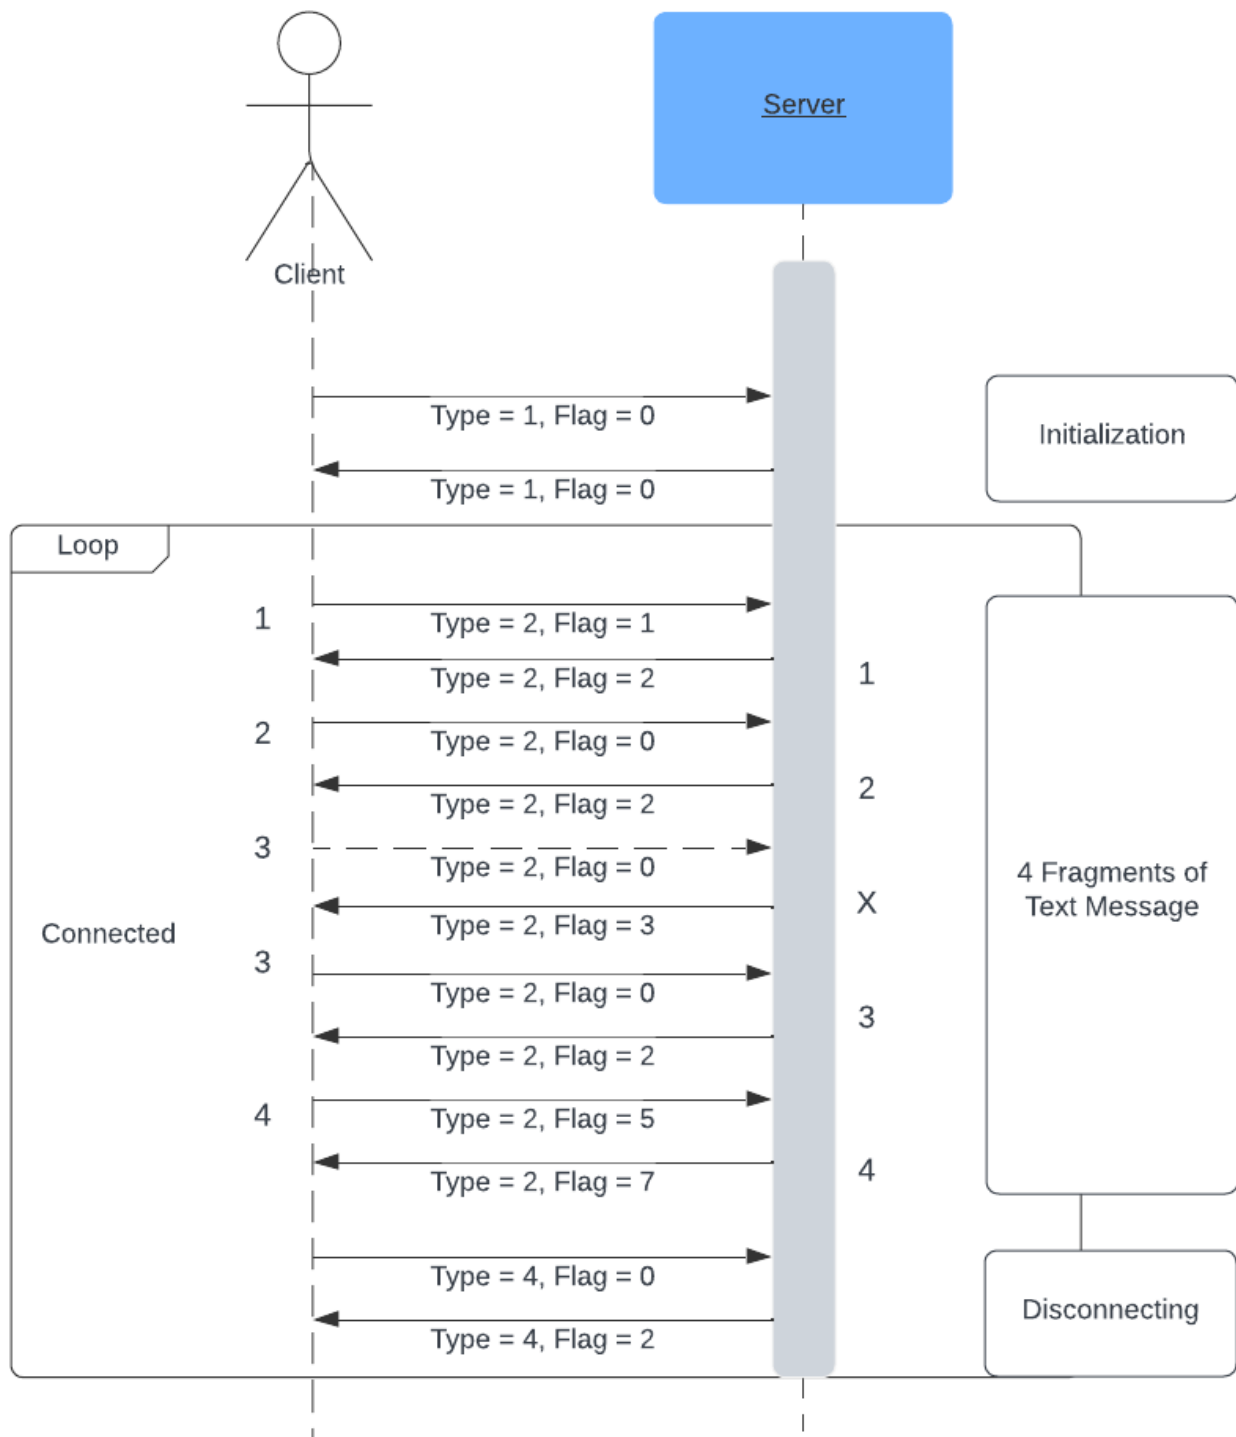 Server
Client
Type = 1, Flag = 0
Initialization
Type = 1, Flag = 0
Loop
1
Type = 2, Flag = 1
Type = 2, Flag = 2
1
2
Type = 2, Flag = 0
2
Type = 2, Flag = 2
3
Type = 2, Flag = 0
4 Fragments of
Text Message
X
Type = 2, Flag = 3
Connected
3
Type = 2, Flag = 0
3
Type = 2, Flag = 2
4
Type = 2, Flag = 5
4
Type = 2, Flag = 7
Type = 4, Flag = 0
Disconnecting
Type = 4, Flag = 2